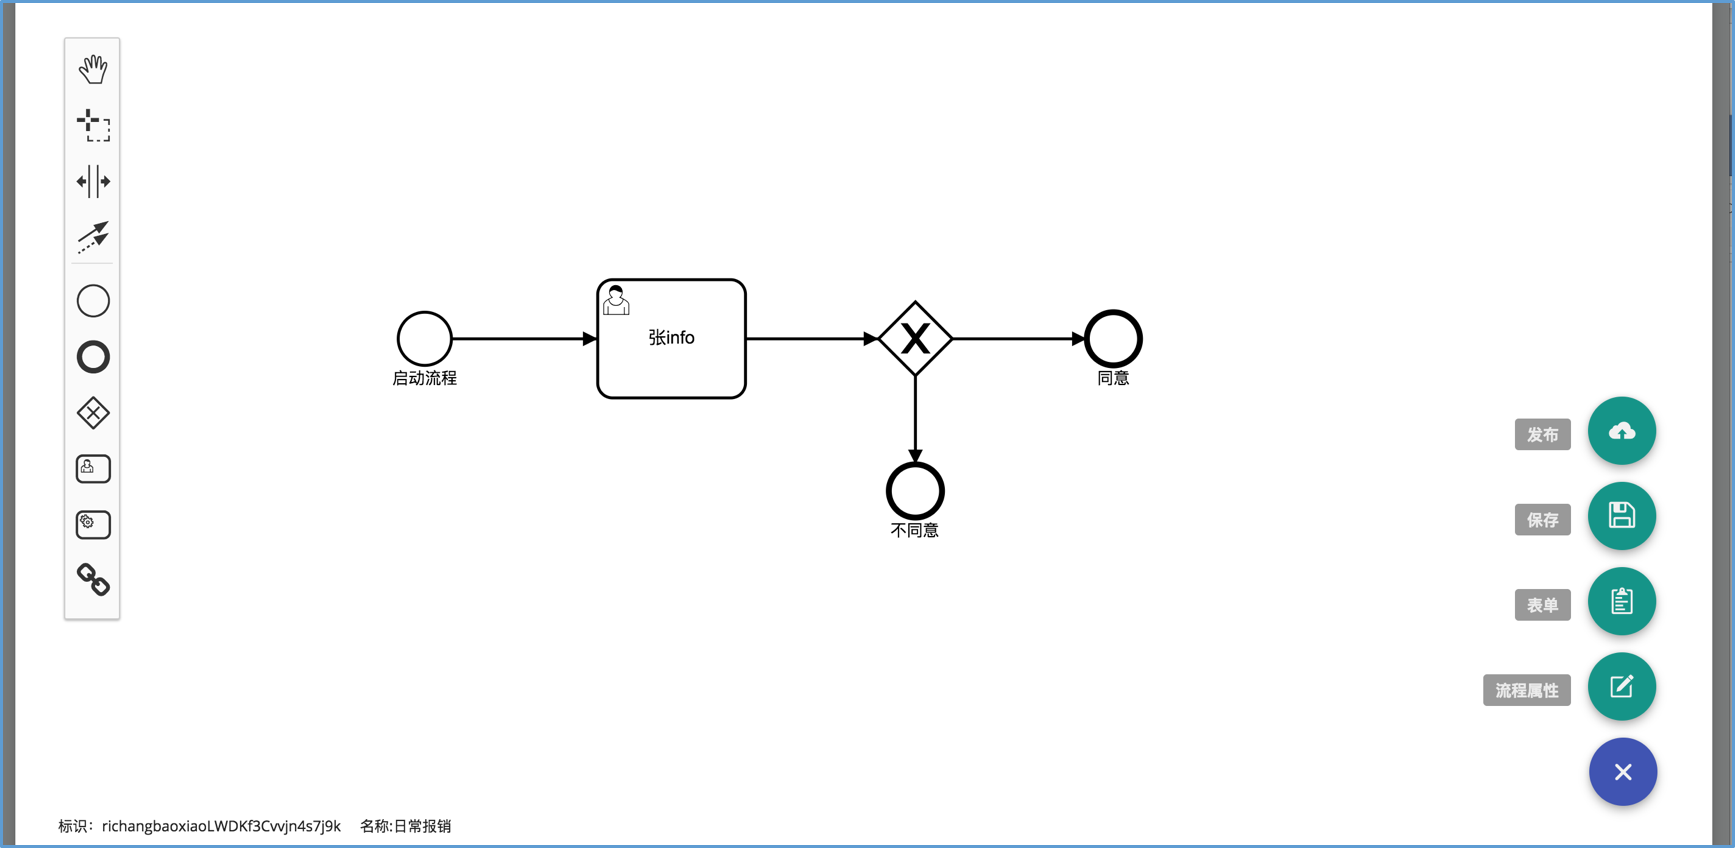 张info
启动流程
同意
不同意
发布
保存
表单
流程属性
标识：richangbaoxiaoLWDKf3Cvvjn4s7j9k 名称:日常报销